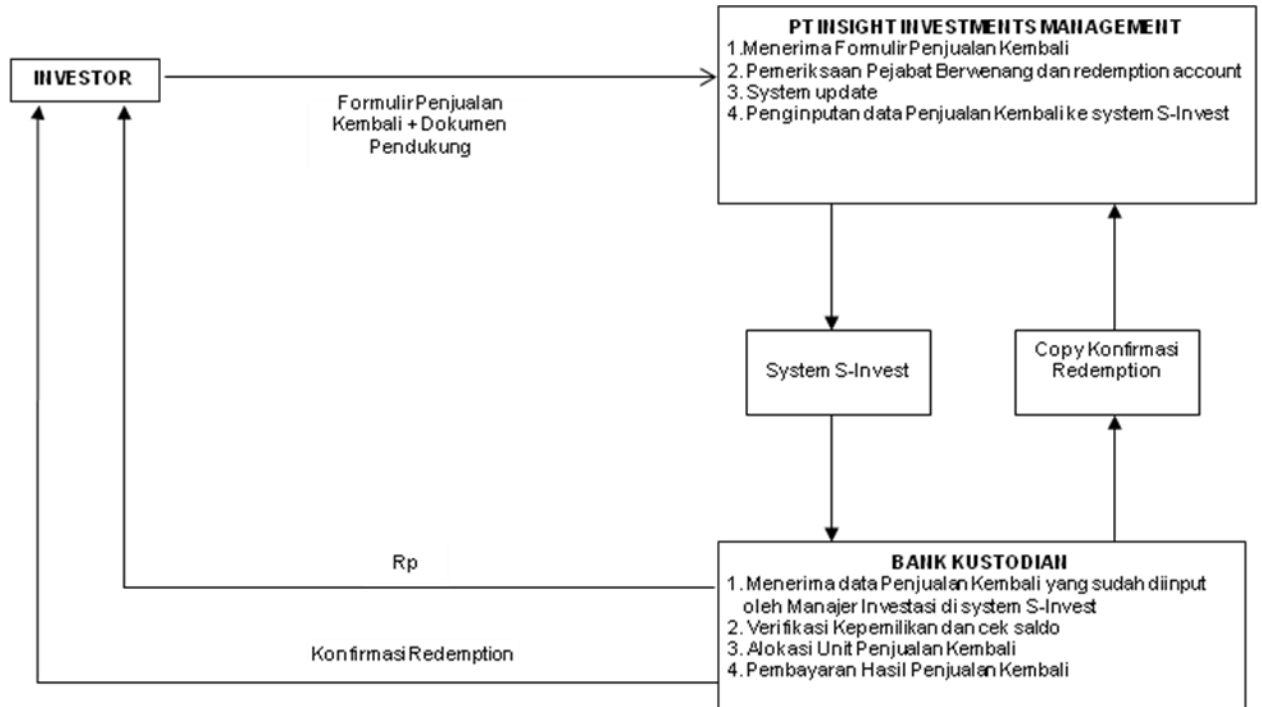 PT INSIGHT INVESTMENTS MANAGEMENT
1. Menerima Formulir Penjualan Kembali
2. Pemeriksaan Pejabat Berwenang dan redemption account
3. System update
4. Penginputan data Penjualan Kembali ke system S-Invest
INVESTOR
Formulir Penjualan
Kembali + Dokumen
Pendukung
System S-Invest
Copy Konfirmasi
Redemption
BANK KUSTODIAN
1. Menerima data Penjualan Kembali yang sudah diinput
oleh Manajer Investasi di system S-Invest
2. Verifikasi Kepemilikan dan cek saldo
3. Alokasi Unit Penjualan Kembali
4. Pembayaran Hasil Penjualan Kembali
Rp
Konfirmasi Redemption